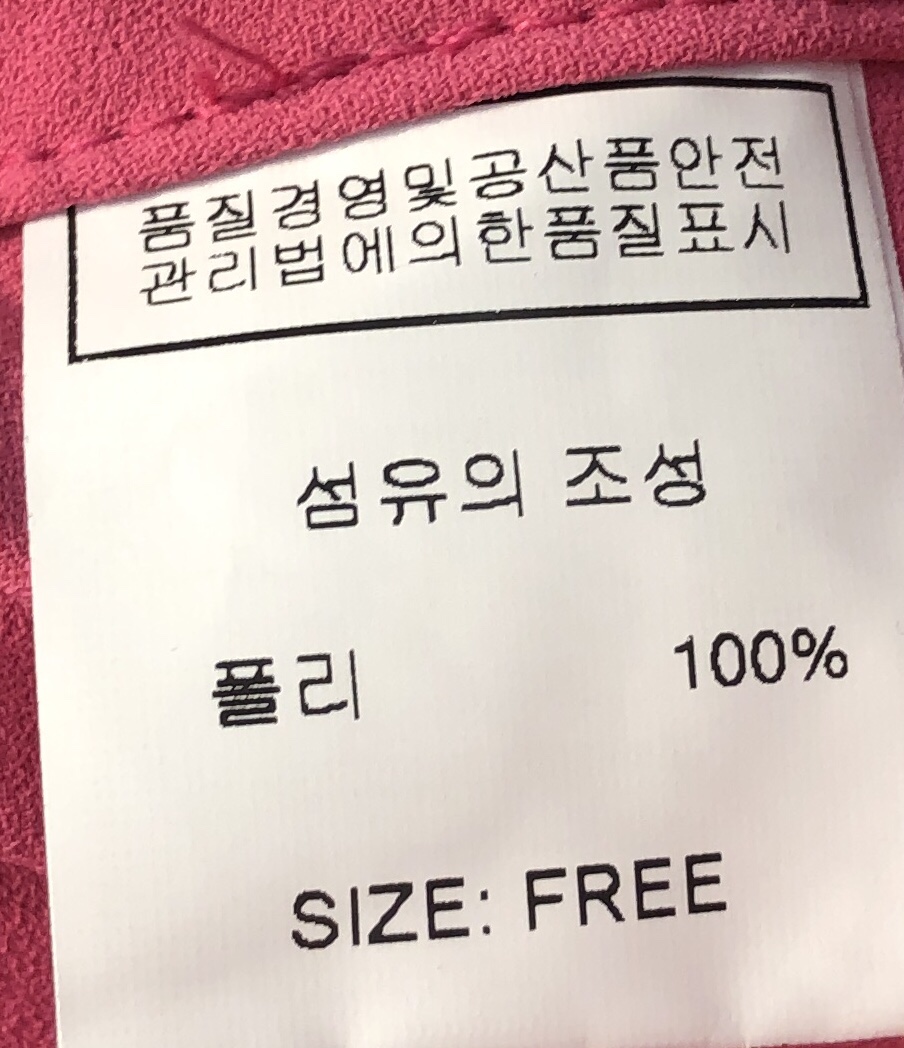 품질경영및공산품안전
관리법에의한품질표시
섬유의 조성
폴리 100%
SIZE: FREE